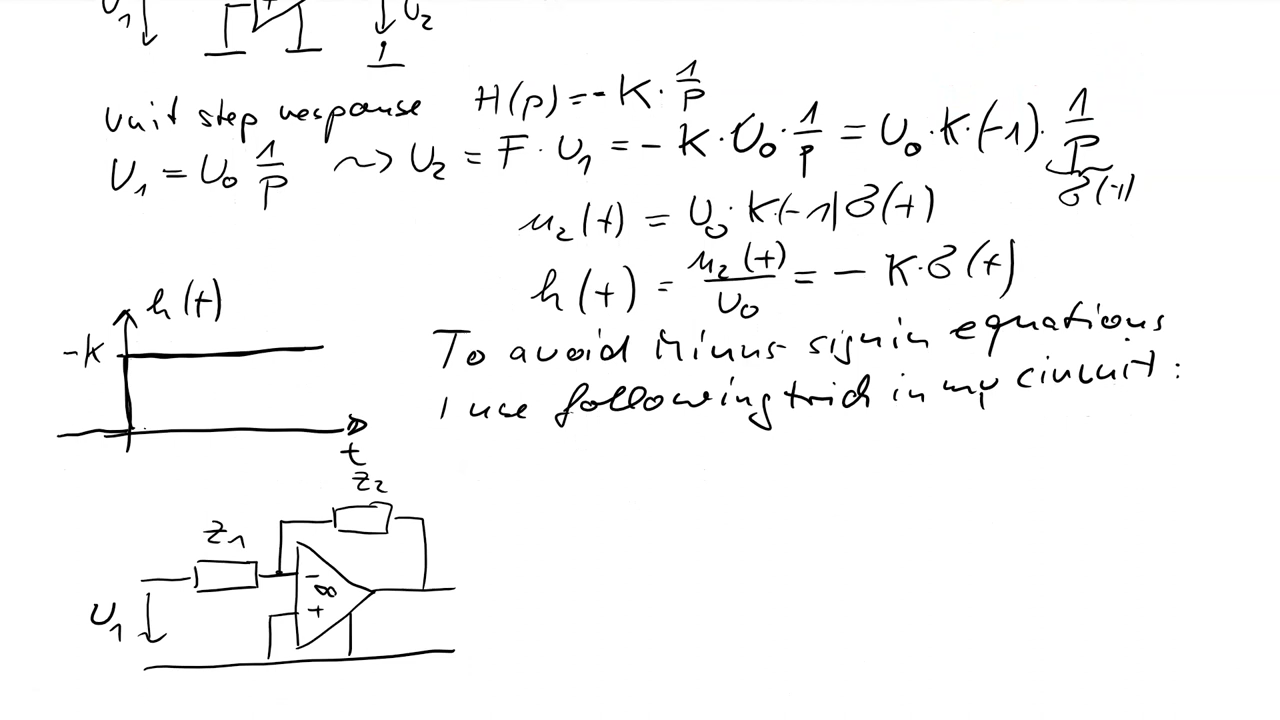 U₁ U₂
unit step response H(p) = -K · 1/p
U₁ = U₀ 1/p ~> U₂ = F · U₁ = - K · U₀ · 1/p = U₀ · K · (-1) · 1/p
σ(t)
u₂(t) = U₀ · K(-1)σ(t)
h(t) = u₂(t)/U₀ = - K · σ(t)
h(t)
-K
t
To avoid Minus sign in equations
I use following trick in my circuit :
Z₂
Z₁
- ∞ +
U₁